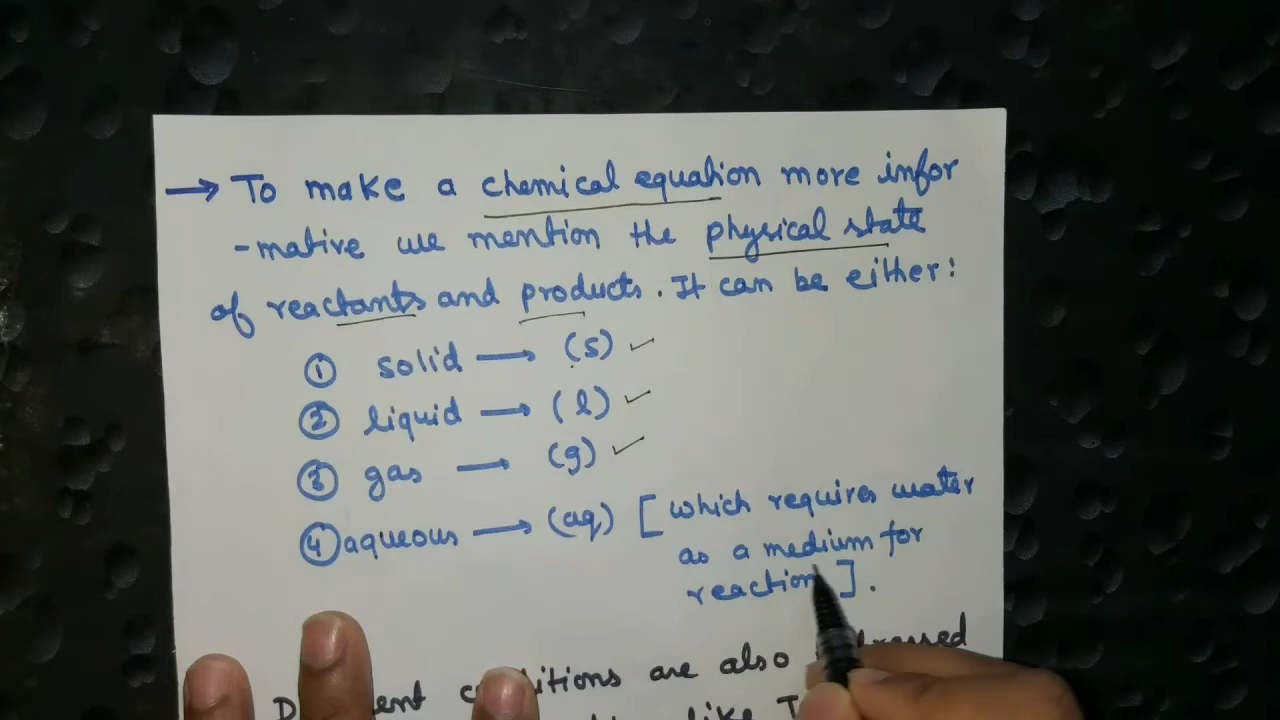 → To make a chemical equation more infor
-mative we mention the physical state
of reactants and products. It can be either:
① solid → (s) ✓
② liquid → (l) ✓
③ gas → (g) ✓
④ aqueous → (aq) [which requires water
as a medium for
reaction].
are also
like